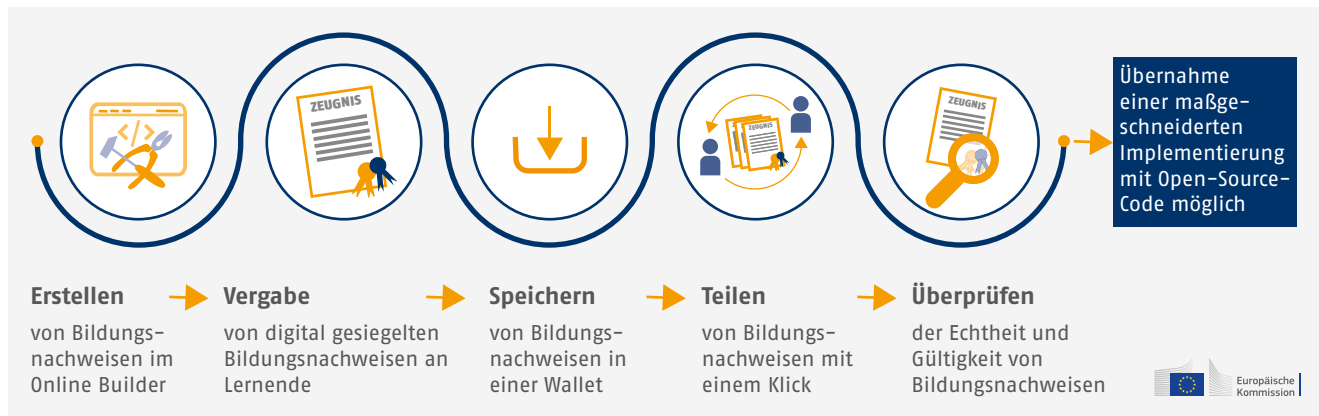 </>
ZEUGNIS
ZEUGNIS
ZEUGNIS
Übernahme
einer maßge-
schneiderten
Implementierung
mit Open-Source-
Code möglich
Erstellen
von Bildungs-
nachweisen im
Online Builder
Vergabe
von digital gesiegelten
Bildungsnachweisen an
Lernende
Speichern
von Bildungs-
nachweisen in
einer Wallet
Teilen
von Bildungs-
nachweisen mit
einem Klick
Überprüfen
der Echtheit und
Gültigkeit von
Bildungsnachweisen
Europäische
Kommission